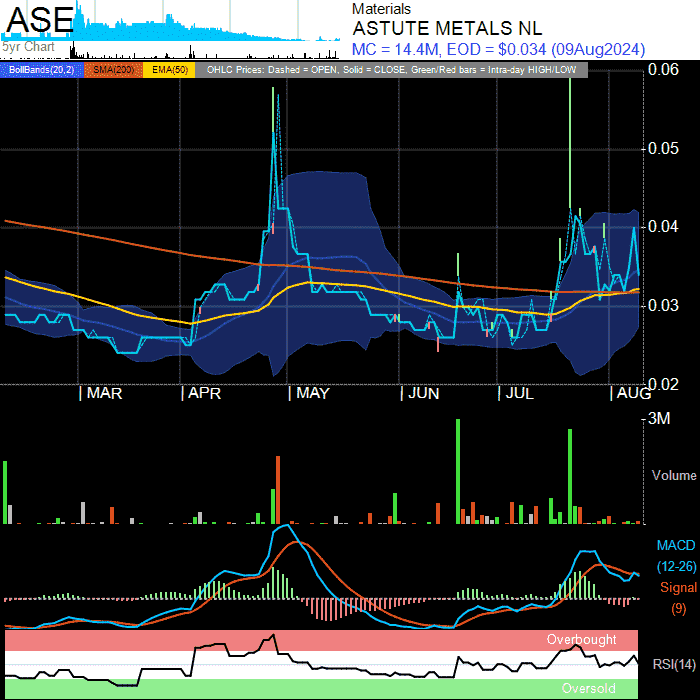 ASE
5yr Chart
Materials
ASTUTE METALS NL
MC = 14.4M, EOD = $0.034 (09Aug2024)
BollBands(20,2) SMA(200) EMA(50) OHLC Prices: Dashed = OPEN, Solid = CLOSE, Green/Red bars = Intra-day HIGH/LOW
0.06
0.05
0.04
0.03
0.02
| MAR | APR | MAY | JUN | JUL | AUG
3M
Volume
MACD
(12-26)
Signal
(9)
Overbought
RSI(14)
Oversold